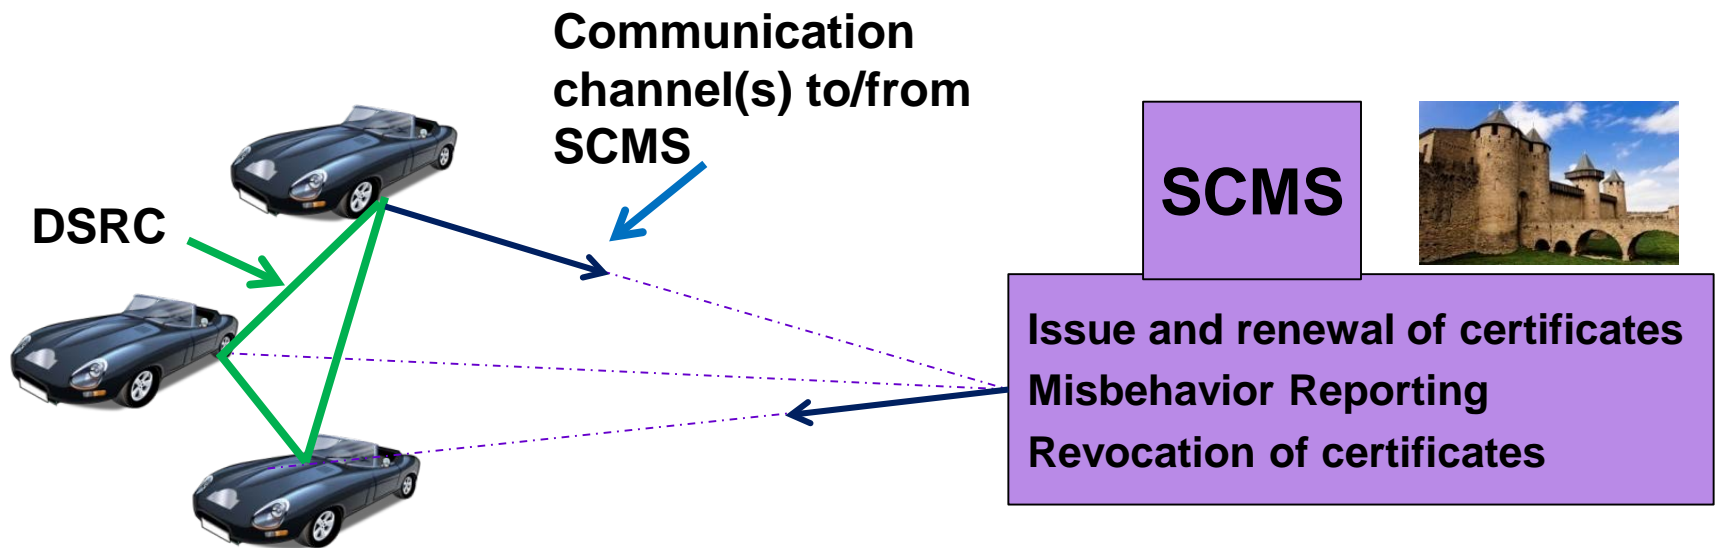 Communication
channel(s) to/from
SCMS
DSRC
SCMS
Issue and renewal of certificates
Misbehavior Reporting
Revocation of certificates